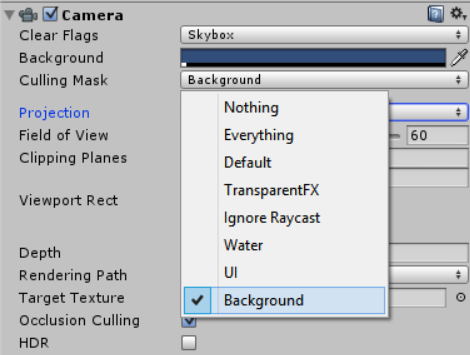 Camera
Clear Flags Skybox
Background
Culling Mask Background
Nothing
Projection
Everything
Field of View 60
Default
Clipping Planes
TransparentFX
Viewport Rect
Ignore Raycast
Water
Depth
UI
Rendering Path
Target Texture Background
Occlusion Culling
HDR